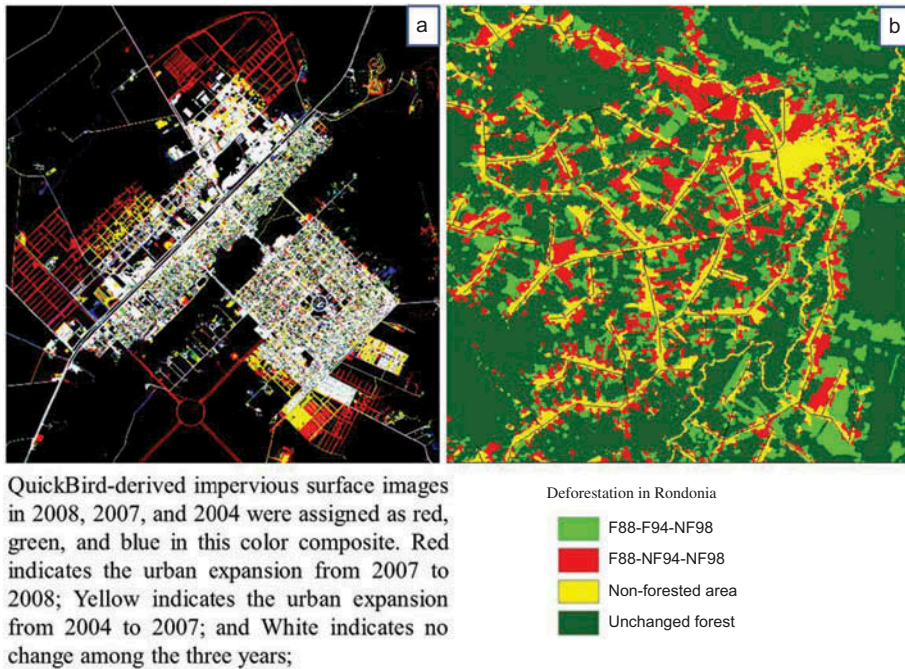 a
b
QuickBird-derived impervious surface images
in 2008, 2007, and 2004 were assigned as red,
green, and blue in this color composite. Red
indicates the urban expansion from 2007 to
2008; Yellow indicates the urban expansion
from 2004 to 2007; and White indicates no
change among the three years;
Deforestation in Rondonia
F88-F94-NF98
F88-NF94-NF98
Non-forested area
Unchanged forest